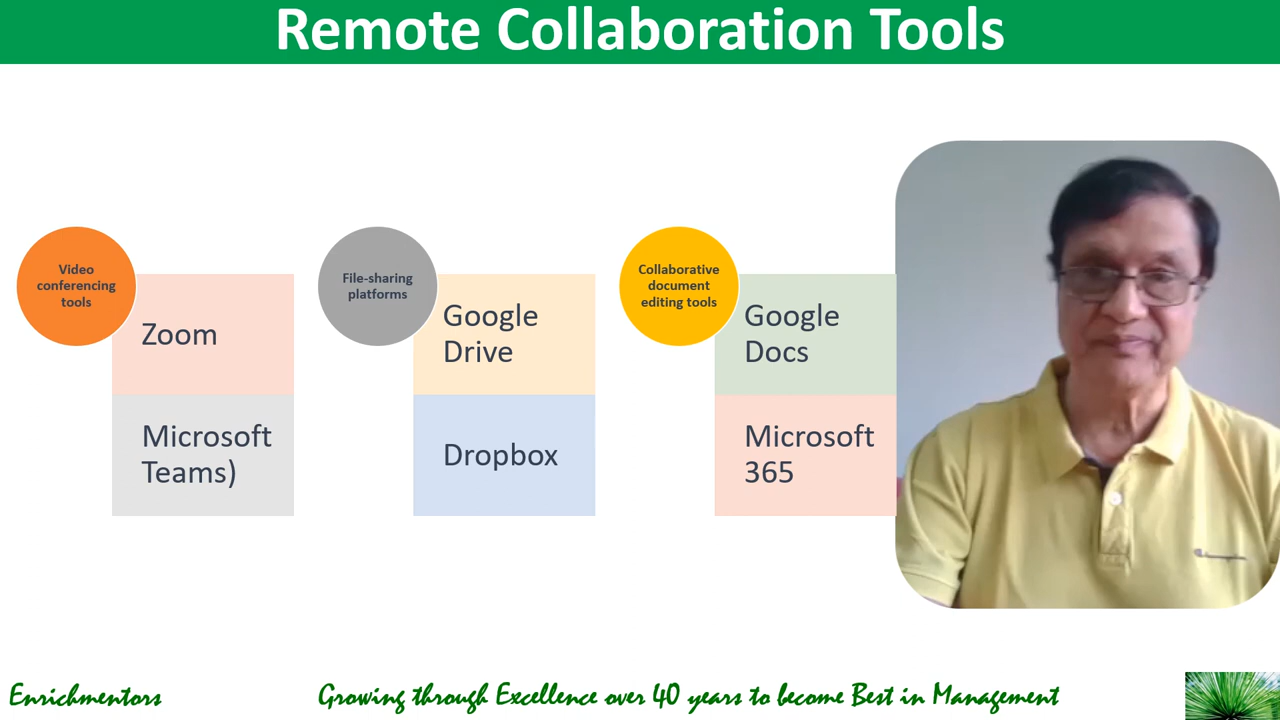 Remote Collaboration Tools
Video
conferencing
tools
Zoom
Microsoft
Teams)
File-sharing
platforms
Google
Drive
Dropbox
Collaborative
document
editing tools
Google
Docs
Microsoft
365
Champion
Enrichmentors
Growing through Excellence over 40 years to become Best in Management